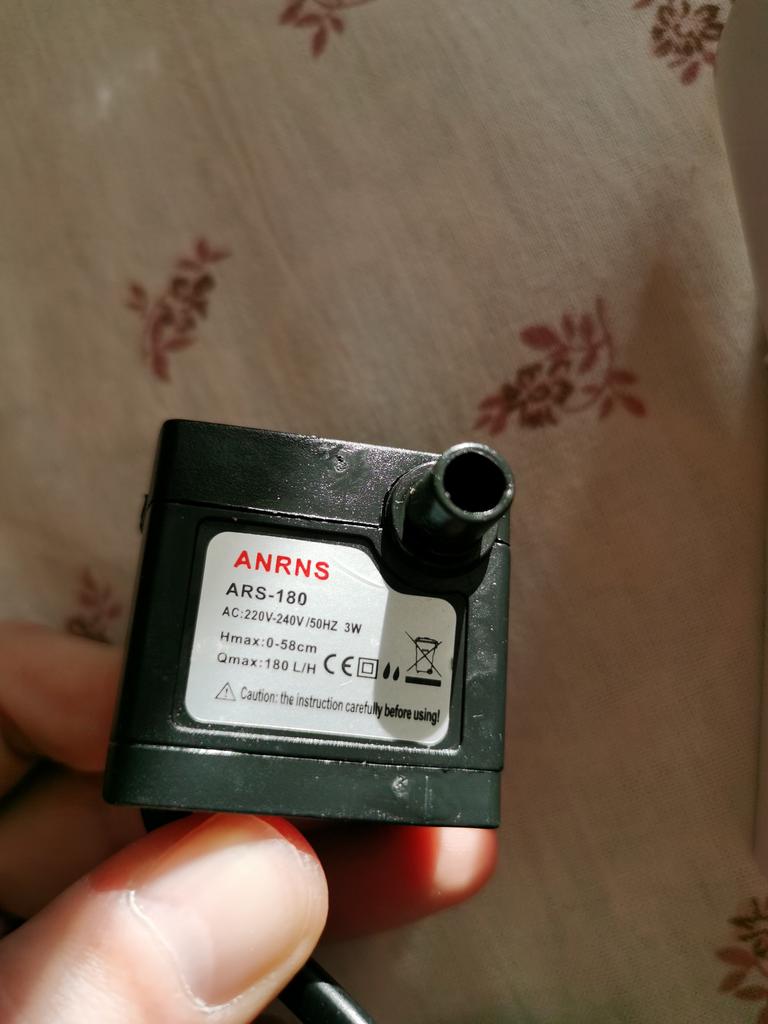 ANRNS
ARS-180
AC:220V-240V/50HZ 3W
Hmax:0-58cm
Qmax:180 L/H CE
Caution: the instruction carefully before using!